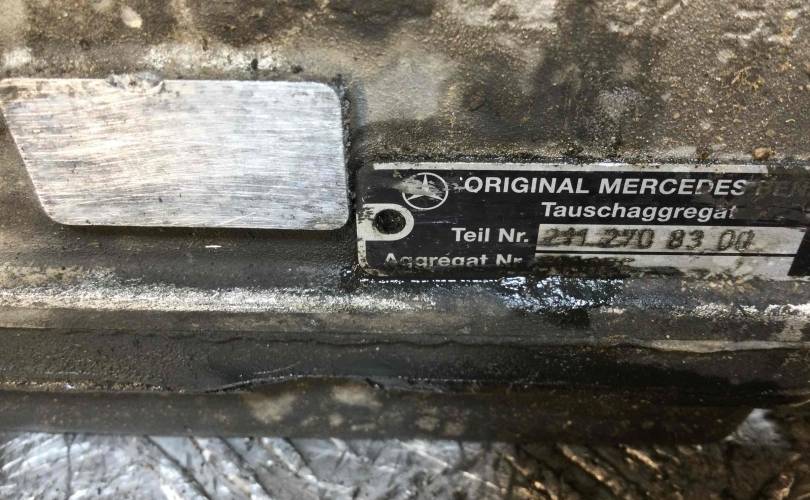 ORIGINAL MERCEDES
Tauschaggregat
Teil Nr. 211 270 83 00
Aggregat Nr